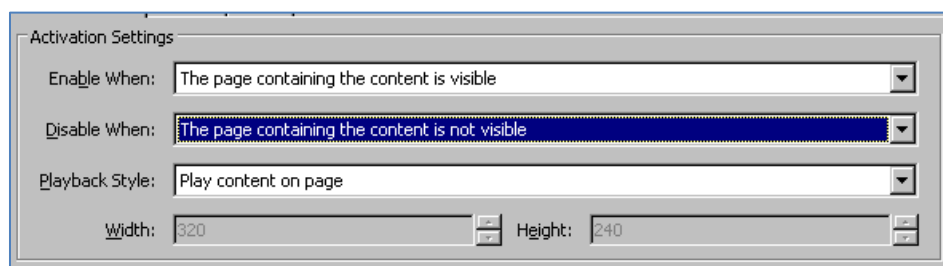 Activation Settings
Enable When: The page containing the content is visible
Disable When: The page containing the content is not visible
Playback Style: Play content on page
Width: 320 Height: 240